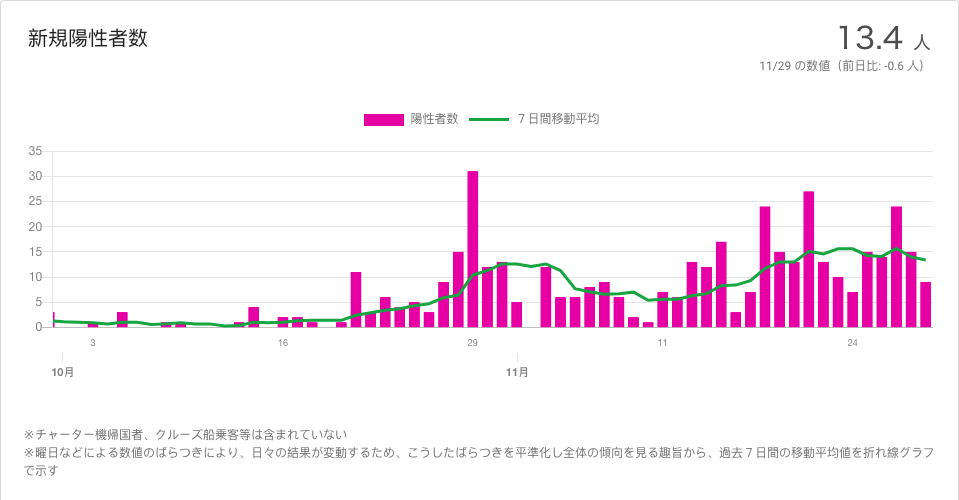 新規陽性者数
13.4 人
11/29 の数値（前日比: -0.6 人）
陽性者数 7 日間移動平均
35
30
25
20
15
10
5
0
3 16 29 11 24
10月 11月
※チャーター機帰国者、クルーズ船乗客等は含まれていない
※曜日などによる数値のばらつきにより、日々の結果が変動するため、こうしたばらつきを平準化し全体の傾向を見る趣旨から、過去 7 日間の移動平均値を折れ線グラフ
で示す